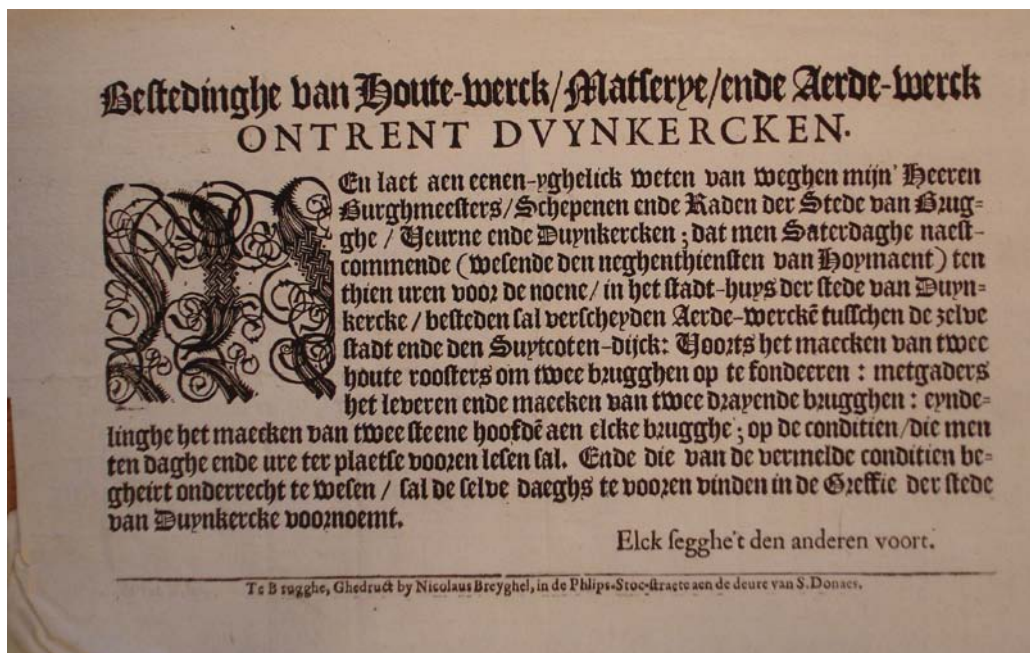 Bestedinghe van Houte-werck/Matserye/ende Aerde-werck
ONTRENT DVYNKERCKEN.
MEn laet aen eenen-yghelick weten van weghen mijn' Heeren
Burghmeesters/Schepenen ende Raden der Stede van Brug=
ghe / Veurne ende Duynkercken ; dat men Saterdaghe naest-
commende (wesende den neghenthiensten van Hoymaent) ten
thien uren voor de noene/ in het stadt-huys der stede van Duyn=
kercke / besteden sal verscheyden Aerde-werckē tusschen de zelve
stadt ende den Suytcoten-dijck: Voorts het maecken van twee
houte roosters om twee brugghen op te fondeeren : metgaders
het leveren ende maecken van twee drayende brugghen : eynde=
linghe het maecken van twee steene hoofdē aen elcke brugghe ; op de conditien/die men
ten daghe ende ure ter plaetse vooren lesen sal. Ende die van de vermelde conditien be=
gheirt onderrecht te wesen / sal de selve daeghs te vooren vinden in de Greffie der stede
van Duynkercke voornoemt.
Elck segghe't den anderen voort.
Te Brugghe, Ghedruct by Nicolaus Breyghel, in de Phlips-Stoc-straete aen de deure van S. Donaes.